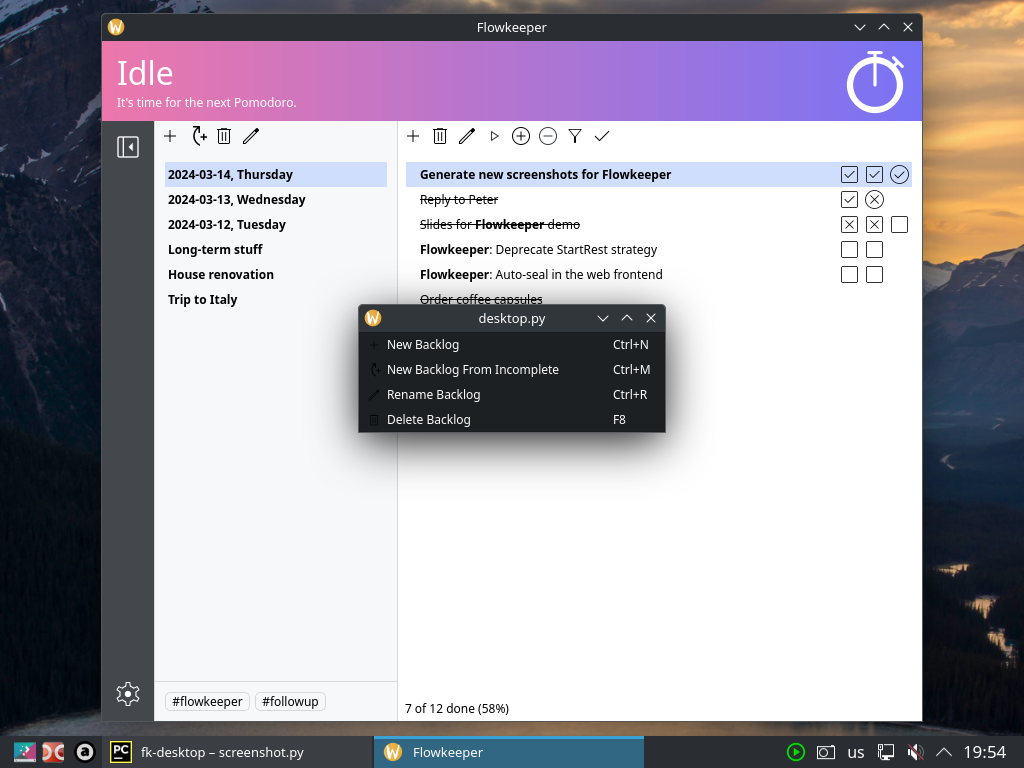 Flowkeeper
Idle
It's time for the next Pomodoro.
2024-03-14, Thursday
2024-03-13, Wednesday
2024-03-12, Tuesday
Long-term stuff
House renovation
Trip to Italy
#flowkeeper #followup
Generate new screenshots for Flowkeeper
Reply to Peter
Slides for Flowkeeper demo
Flowkeeper: Deprecate StartRest strategy
Flowkeeper: Auto-seal in the web frontend
Order coffee capsules
desktop.py
New Backlog Ctrl+N
New Backlog From Incomplete Ctrl+M
Rename Backlog Ctrl+R
Delete Backlog F8
7 of 12 done (58%)
a PC fk-desktop – screenshot.py Flowkeeper us 19:54